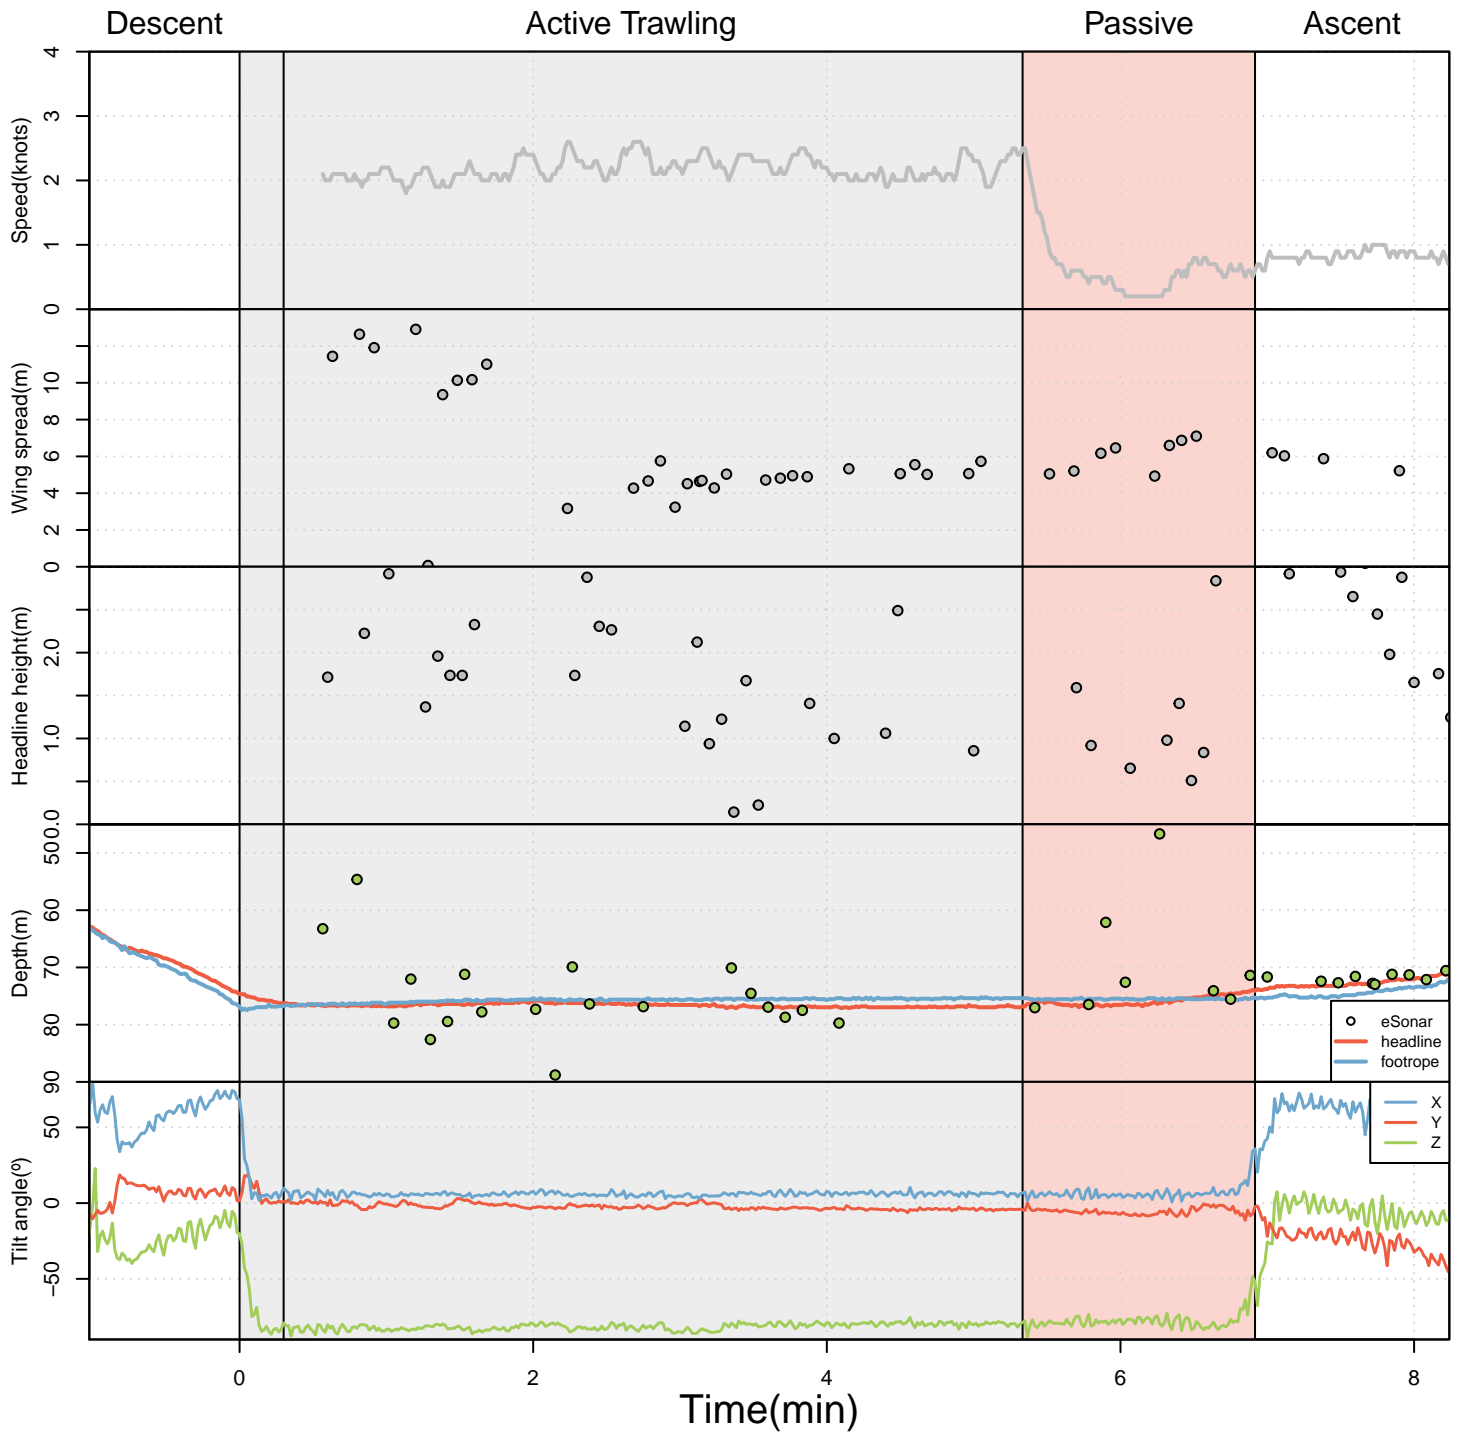 Descent Active Trawling Passive Ascent
Speed(knots)
4
3
2
1
0
Wing spread(m)
10
8
6
4
2
0
Headline height(m)
2.0
1.0
0.0
Depth(m)
50
60
70
80
90
eSonar
headline
footrope
Tilt angle(º)
50
0
−50
X
Y
Z
0 2 4 6 8
Time(min)